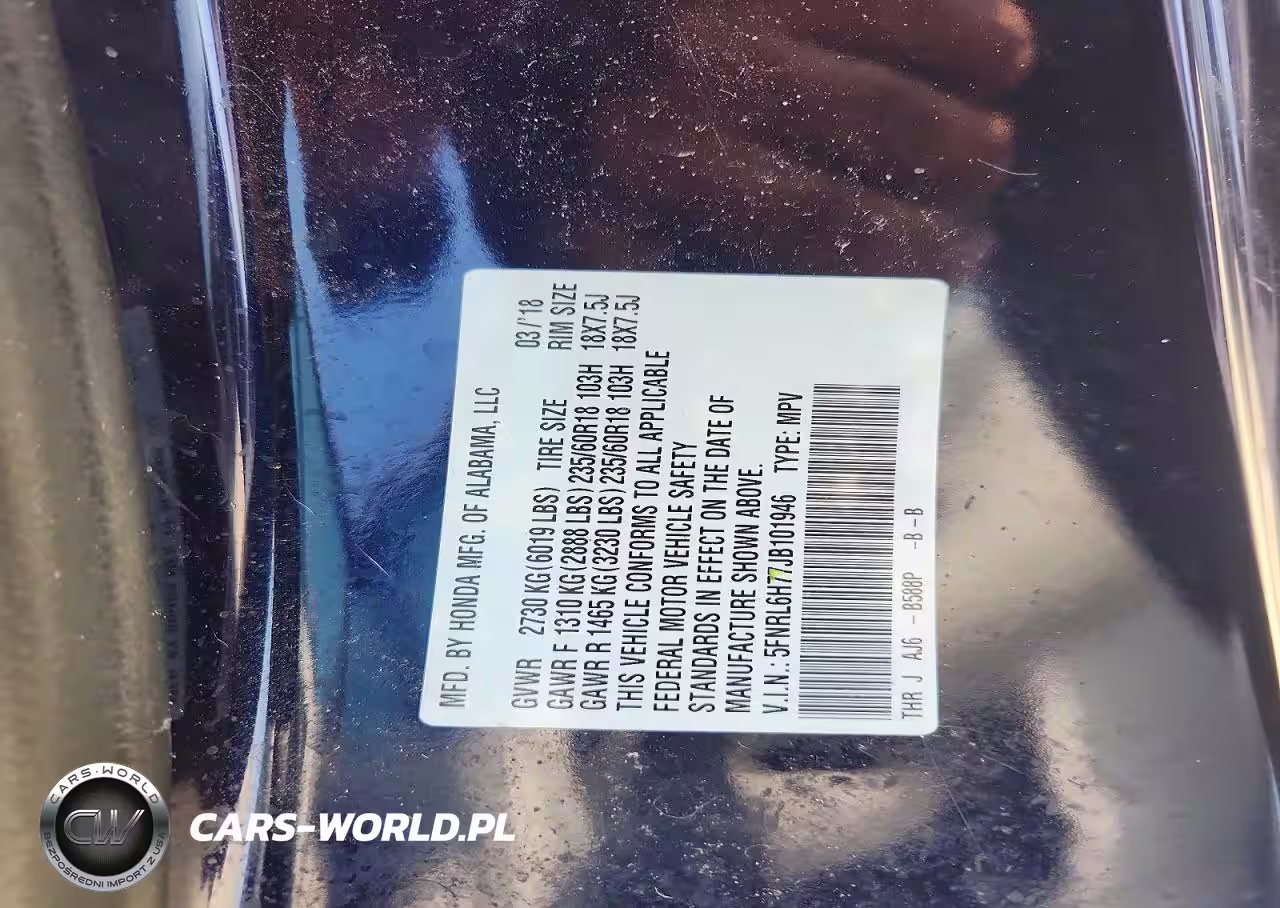 MFD. BY HONDA MFG. OF ALABAMA, LLC
03/'18
GVWR 2730 KG(6019 LBS) TIRE SIZE RIM SIZE
GAWR F 1310 KG(2888 LBS)235/60R18 103H 18X7.5J
GAWR R 1465 KG(3230 LBS)235/60R18 103H 18X7.5J
THIS VEHICLE CONFORMS TO ALL APPLICABLE
FEDERAL MOTOR VEHICLE SAFETY
STANDARDS IN EFFECT ON THE DATE OF
MANUFACTURE SHOWN ABOVE.
V.I.N.: 5FNRL6H77JB101946 TYPE: MPV
THR J AJ6 -B588P -B-B
CARS-WORLD
CW
BEZPOŚREDNI IMPORT Z USA
CARS-WORLD.PL